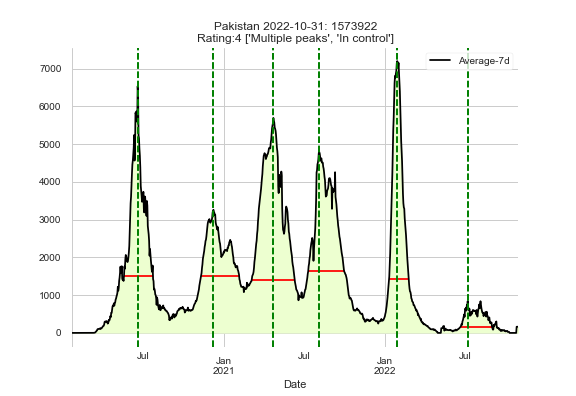 Pakistan 2022-10-31: 1573922
Rating:4 ['Multiple peaks', 'In control']
Average-7d
7000
6000
5000
4000
3000
2000
1000
0
Jul
Jan
2021
Jul
Jan
2022
Jul
Date